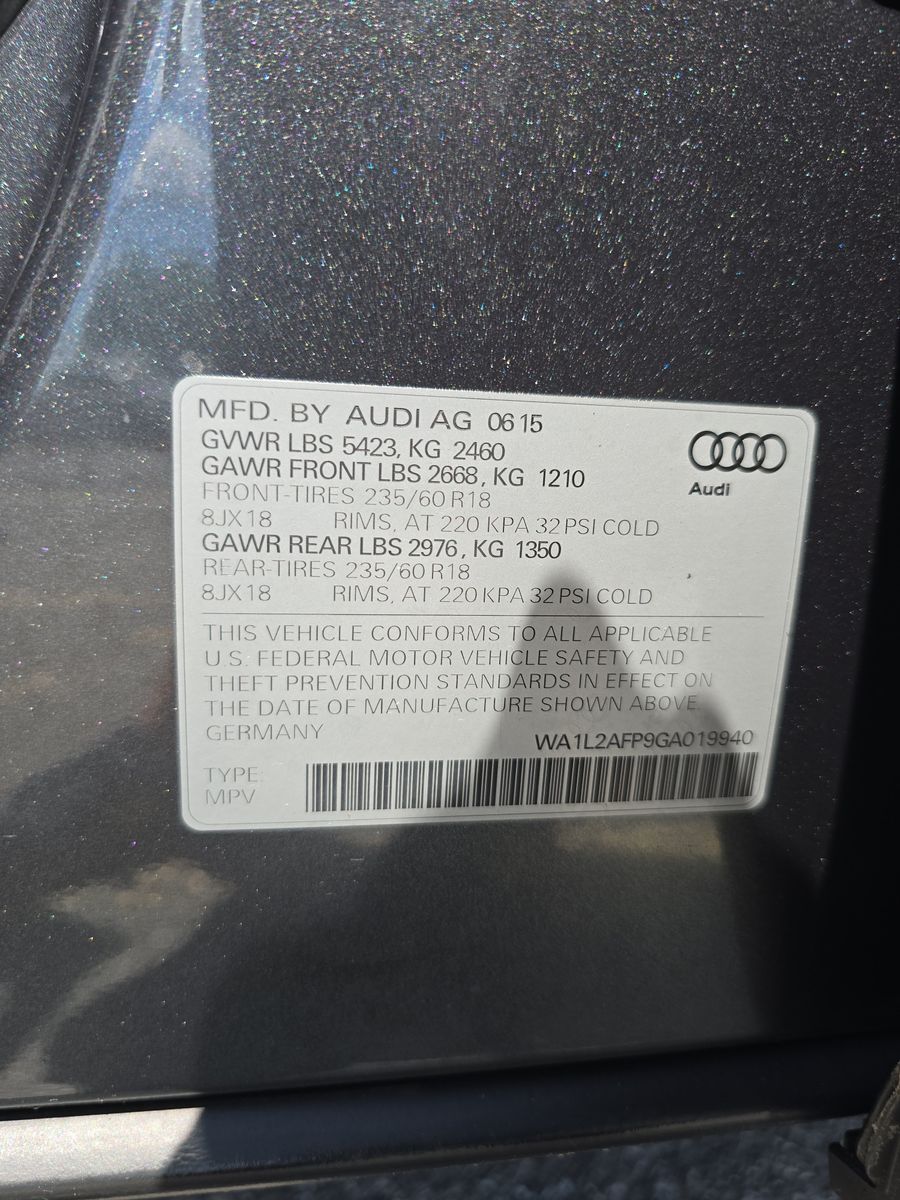 MFD. BY AUDI AG 06 15
GVWR LBS 5423, KG 2460
GAWR FRONT LBS 2668, KG 1210
FRONT-TIRES 235/60 R18
8JX18 RIMS, AT 220 KPA 32 PSI COLD
GAWR REAR LBS 2976, KG 1350
REAR-TIRES 235/60 R18
8JX18 RIMS, AT 220 KPA 32 PSI COLD
Audi
THIS VEHICLE CONFORMS TO ALL APPLICABLE
U.S. FEDERAL MOTOR VEHICLE SAFETY AND
THEFT PREVENTION STANDARDS IN EFFECT ON
THE DATE OF MANUFACTURE SHOWN ABOVE.
GERMANY WA1L2AFP9GA019940
TYPE:
MPV